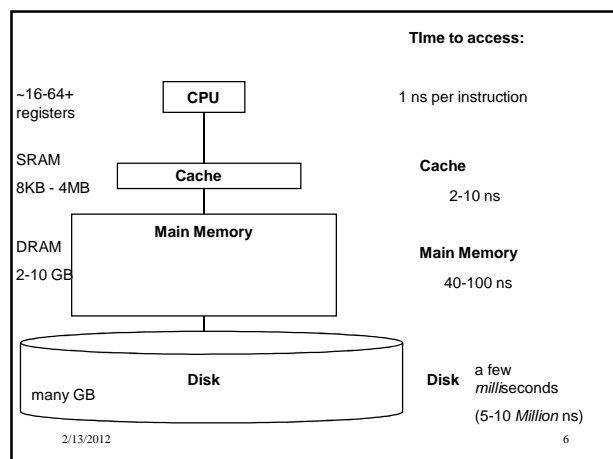 TIme to access:
~16-64+
registers
CPU
1 ns per instruction
SRAM
8KB - 4MB
Cache
Cache
2-10 ns
Main Memory
DRAM
2-10 GB
Main Memory
40-100 ns
Disk
many GB
Disk
a few
milliseconds
(5-10 Million ns)
2/13/2012
6